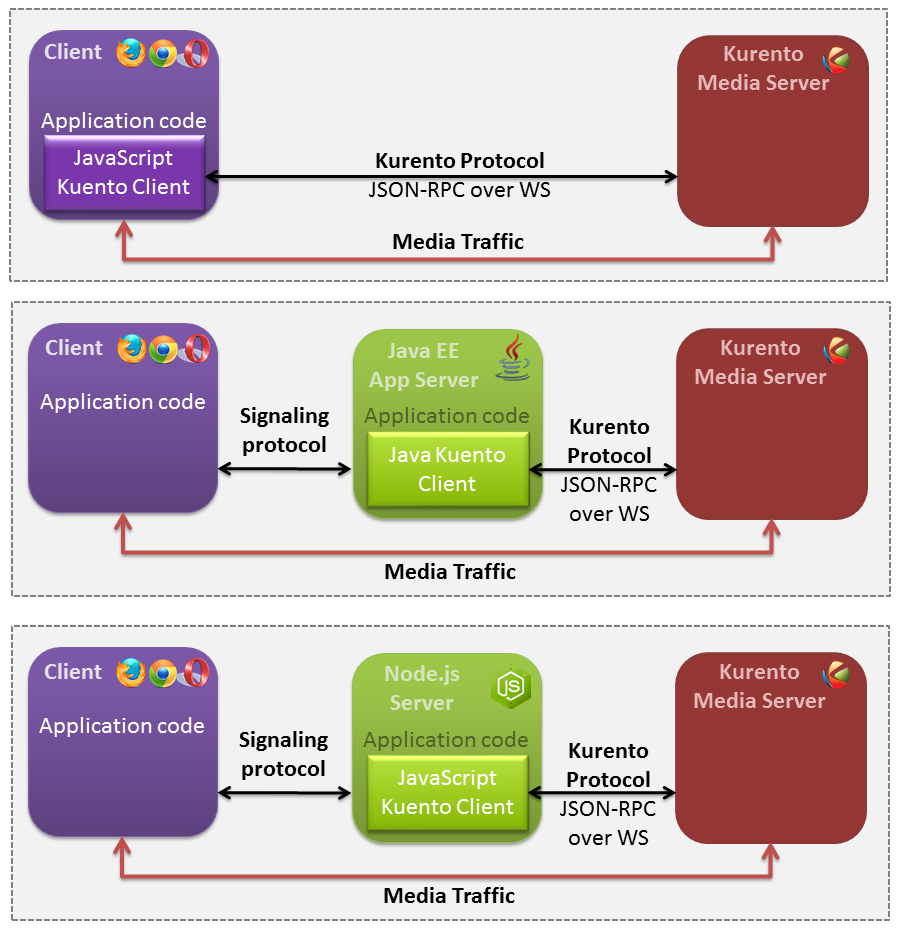 Client
Kurento
Media Server
Application code
JavaScript
Kuento Client
Kurento Protocol
JSON-RPC over WS
Media Traffic
Client
Java EE
App Server
Kurento
Media Server
Application code
Application code
Signaling
protocol
Kurento
Protocol
Java Kuento
Client
JSON-RPC
over WS
Media Traffic
Client
Node.js
Server
JS
Kurento
Media Server
Application code
Application code
Signaling
protocol
Kurento
Protocol
JavaScript
Kuento Client
JSON-RPC
over WS
Media Traffic